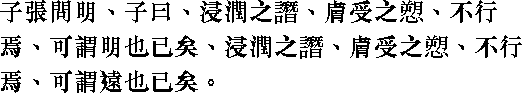 子張問明、子曰、浸潤之譖、膚受之愬、不行
焉、可謂明也已矣、浸潤之譖、膚受之愬、不行
焉、可謂遠也已矣。